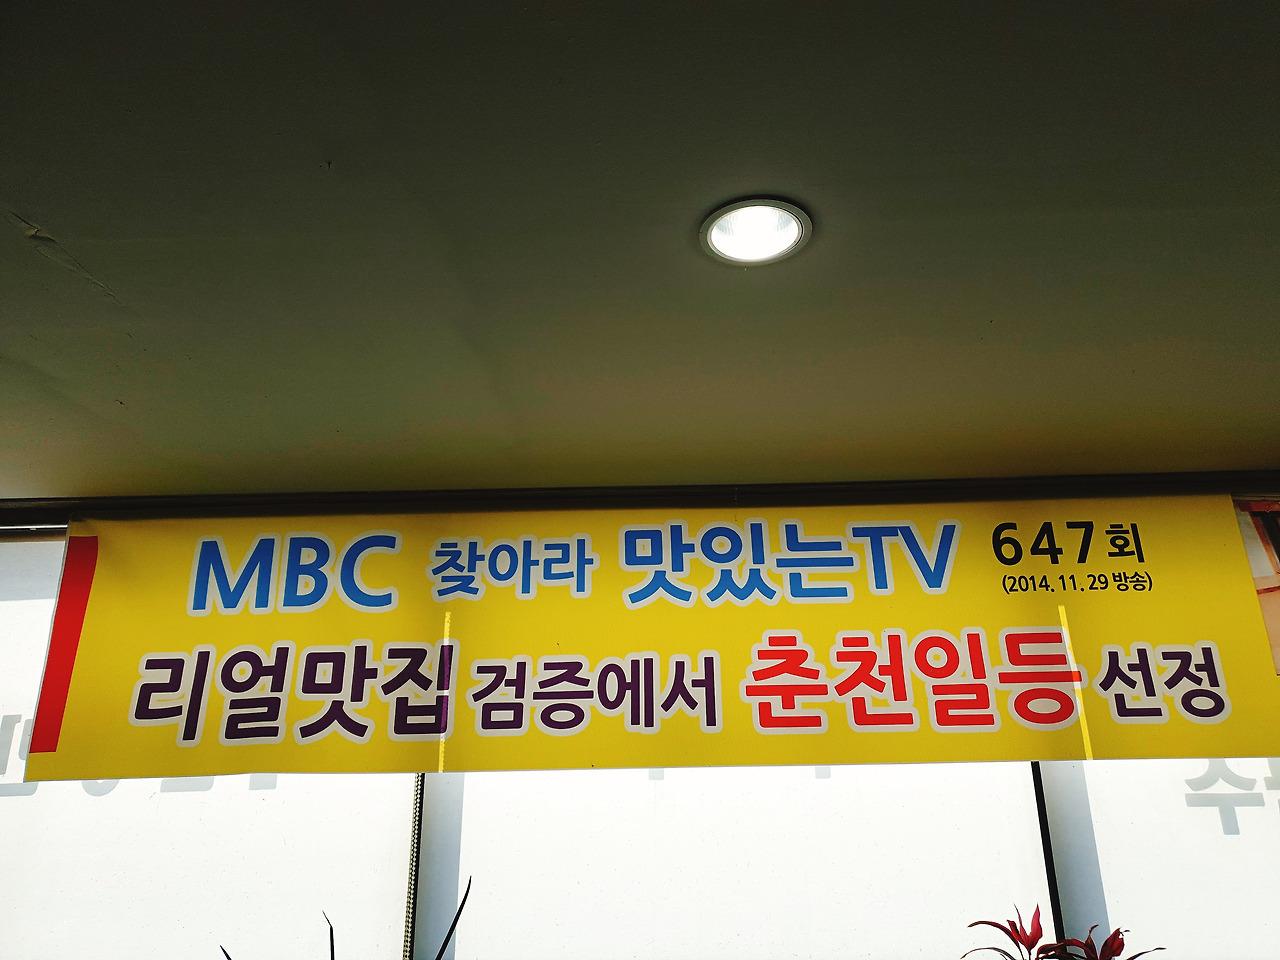 MBC 찾아라 맛있는TV 647회
(2014. 11. 29 방송)
리얼맛집 검증에서 춘천일등 선정